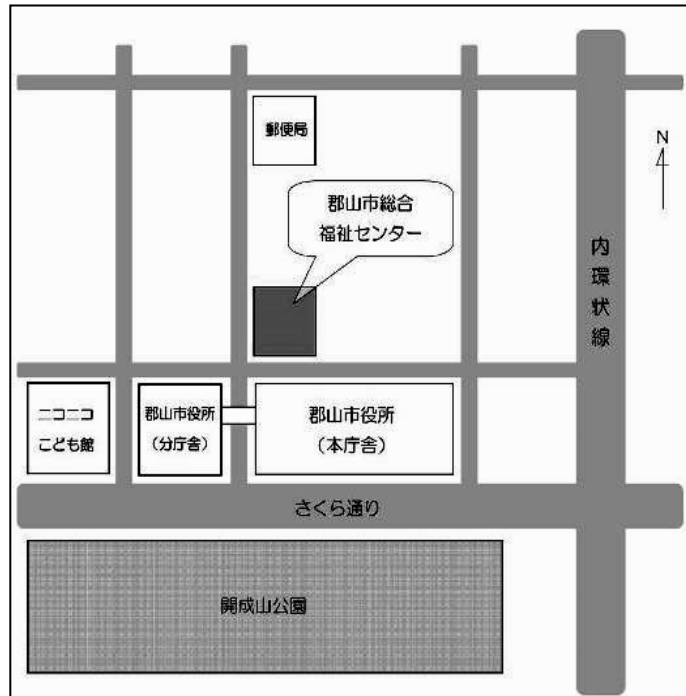 郵便局
N
郡山市総合
福祉センター
内環状線
ニコニコ
こども館
郡山市役所
(分庁舎)
郡山市役所
(本庁舎)
さくら通り
開成山公園